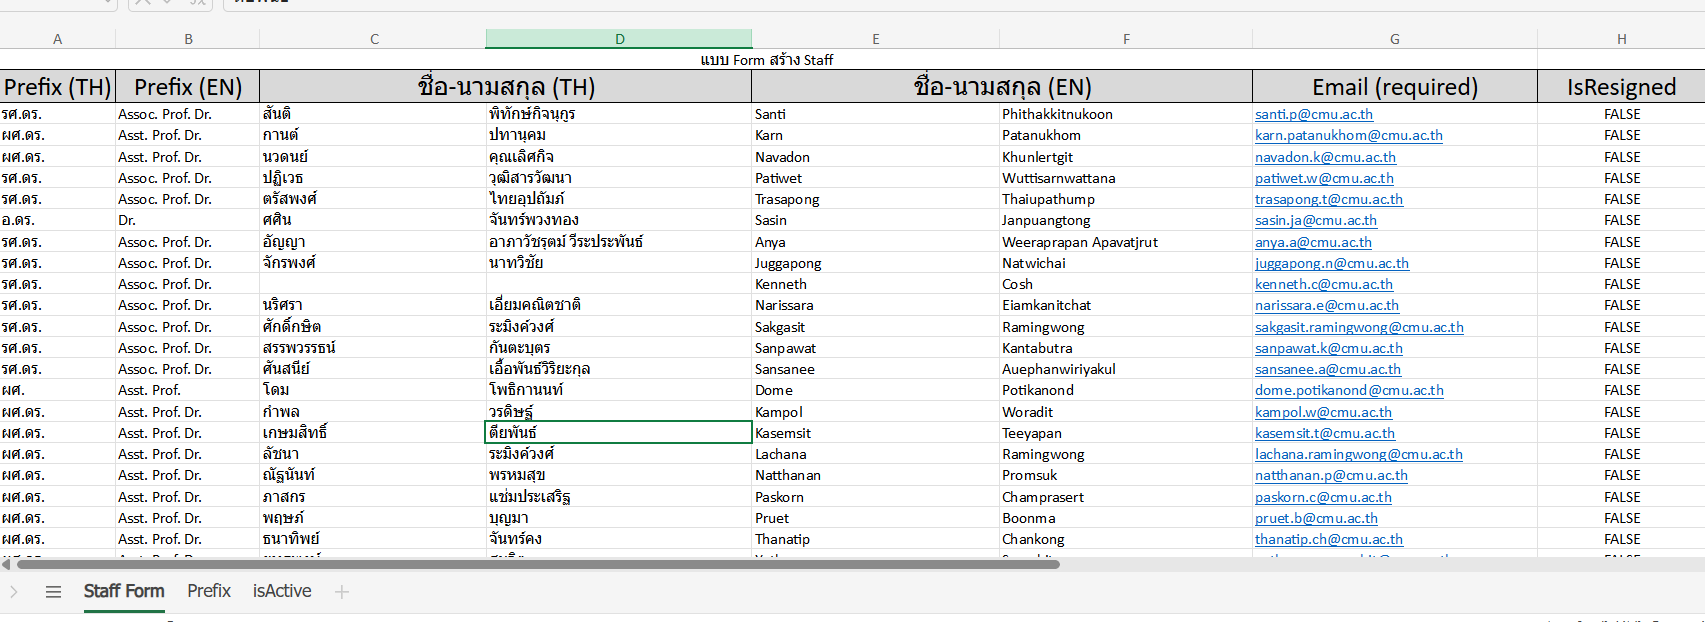 A B C D E F G H
แบบ Form สร้าง Staff
Prefix (TH) Prefix (EN) ชื่อ-นามสกุล (TH) ชื่อ-นามสกุล (EN) Email (required) IsResigned
รศ.ดร. Assoc. Prof. Dr. สันติ พิทักษ์กิจนุกูร Santi Phithakkitnukoon santi.p@cmu.ac.th FALSE
ผศ.ดร. Asst. Prof. Dr. กานต์ ปทานุคม Karn Patanukhom karn.patanukhom@cmu.ac.th FALSE
ผศ.ดร. Asst. Prof. Dr. นวดนย์ คุณเลิศกิจ Navadon Khunlertgit navadon.k@cmu.ac.th FALSE
รศ.ดร. Assoc. Prof. Dr. ปฏิเวธ วุฒิสารวัฒนา Patiwet Wuttisarnwattana patiwet.w@cmu.ac.th FALSE
รศ.ดร. Assoc. Prof. Dr. ตรัสพงศ์ ไทยอุปถัมภ์ Trasapong Thaiupathump trasapong.t@cmu.ac.th FALSE
อ.ดร. Dr. ศศิน จันทร์พวงทอง Sasin Janpuangtong sasin.ja@cmu.ac.th FALSE
รศ.ดร. Assoc. Prof. Dr. อัญญา อาภาวัชรุตม์ วีระประพันธ์ Anya Weeraprapan Apavatjrut anya.a@cmu.ac.th FALSE
รศ.ดร. Assoc. Prof. Dr. จักรพงศ์ นาทวิชัย Juggapong Natwichai juggapong.n@cmu.ac.th FALSE
รศ.ดร. Assoc. Prof. Dr. Kenneth Cosh kenneth.c@cmu.ac.th FALSE
รศ.ดร. Assoc. Prof. Dr. นริศรา เอี่ยมคณิตชาติ Narissara Eiamkanitchat narissara.e@cmu.ac.th FALSE
รศ.ดร. Assoc. Prof. Dr. ศักดิ์กษิต ระมิงค์วงศ์ Sakgasit Ramingwong sakgasit.ramingwong@cmu.ac.th FALSE
รศ.ดร. Assoc. Prof. Dr. สรรพวรรธน์ กันตะบุตร Sanpawat Kantabutra sanpawat.k@cmu.ac.th FALSE
รศ.ดร. Assoc. Prof. Dr. ศันสนีย์ เอื้อพันธ์วิริยะกุล Sansanee Auephanwiriyakul sansanee.a@cmu.ac.th FALSE
ผศ. Asst. Prof. โดม โพธิกานนท์ Dome Potikanond dome.potikanond@cmu.ac.th FALSE
ผศ.ดร. Asst. Prof. Dr. กำพล วรดิษฐ์ Kampol Woradit kampol.w@cmu.ac.th FALSE
ผศ.ดร. Asst. Prof. Dr. เกษมสิทธิ์ ตียพันธ์ Kasemsit Teeyapan kasemsit.t@cmu.ac.th FALSE
ผศ.ดร. Asst. Prof. Dr. ลัชนา ระมิงค์วงศ์ Lachana Ramingwong lachana.ramingwong@cmu.ac.th FALSE
ผศ.ดร. Asst. Prof. Dr. ณัฐนันท์ พรหมสุข Natthanan Promsuk natthanan.p@cmu.ac.th FALSE
ผศ.ดร. Asst. Prof. Dr. ภาสกร แช่มประเสริฐ Paskorn Champrasert paskorn.c@cmu.ac.th FALSE
ผศ.ดร. Asst. Prof. Dr. พฤษภ์ บุญมา Pruet Boonma pruet.b@cmu.ac.th FALSE
ผศ.ดร. Asst. Prof. Dr. ธนาทิพย์ จันทร์คง Thanatip Chankong thanatip.ch@cmu.ac.th FALSE
Staff Form Prefix isActive